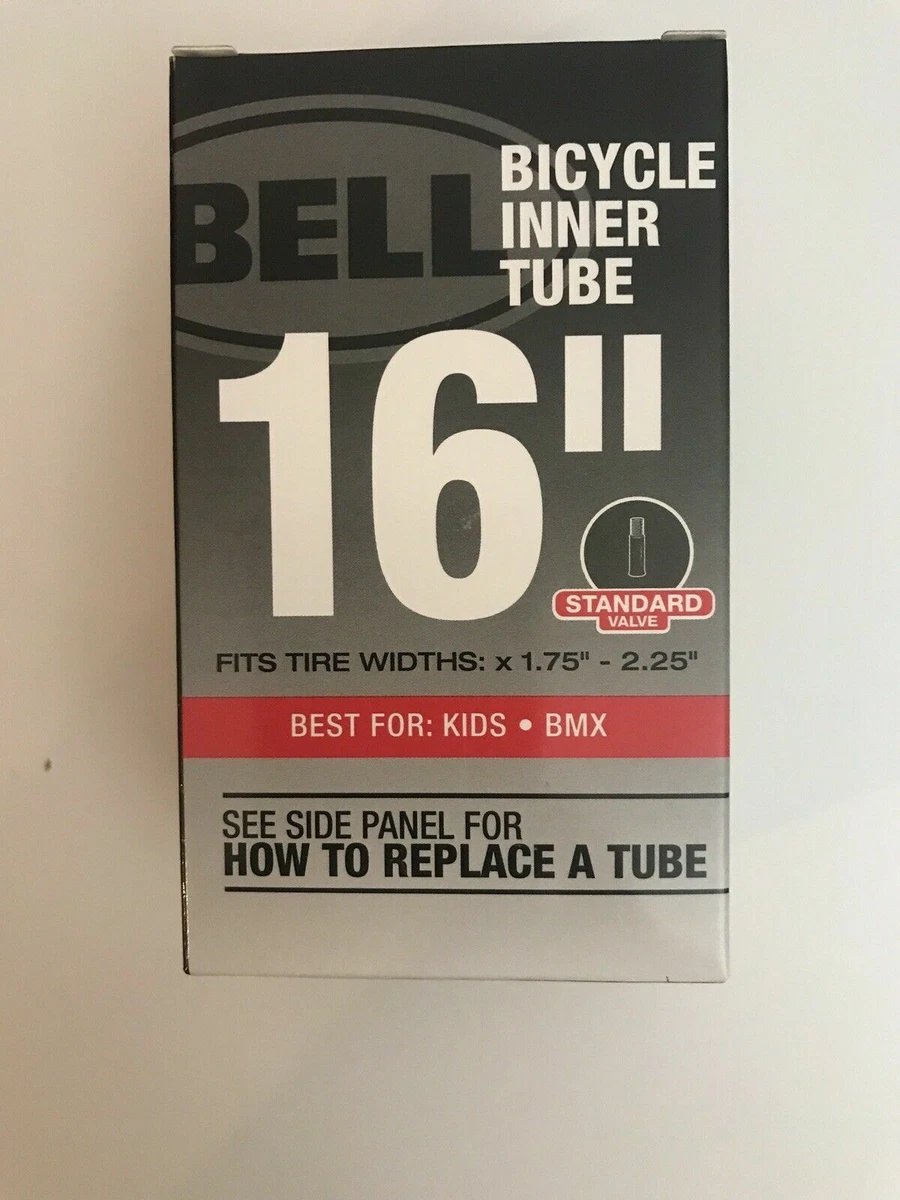 BELL
BICYCLE
INNER
TUBE
16"
STANDARD
VALVE
FITS TIRE WIDTHS: x 1.75" - 2.25"
BEST FOR: KIDS • BMX
SEE SIDE PANEL FOR
HOW TO REPLACE A TUBE